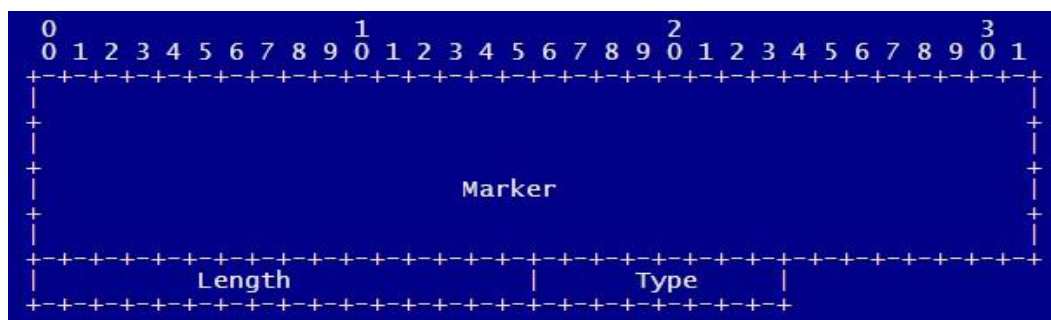 0                   1                   2                   3
0 1 2 3 4 5 6 7 8 9 0 1 2 3 4 5 6 7 8 9 0 1 2 3 4 5 6 7 8 9 0 1
+-+-+-+-+-+-+-+-+-+-+-+-+-+-+-+-+-+-+-+-+-+-+-+-+-+-+-+-+-+-+-+-+
|                                                               |
+                                                               +
|                                                               |
+                                                               +
|                           Marker                              |
+                                                               +
|                                                               |
+-+-+-+-+-+-+-+-+-+-+-+-+-+-+-+-+-+-+-+-+-+-+-+-+-+-+-+-+-+-+-+-+
|          Length               |      Type     |
+-+-+-+-+-+-+-+-+-+-+-+-+-+-+-+-+-+-+-+-+-+-+-+-+